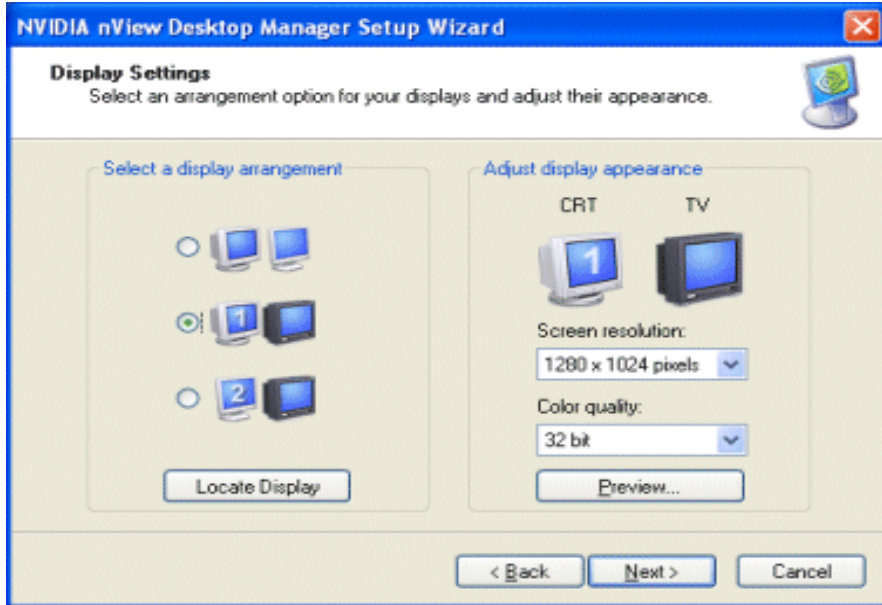 NVIDIA nView Desktop Manager Setup Wizard
Display Settings
Select an arrangement option for your displays and adjust their appearance.
Select a display arrangement
1
2
Locate Display
Adjust display appearance
CRT TV
1
Screen resolution:
1280 x 1024 pixels
Color quality:
32 bit
Preview...
< Back Next > Cancel